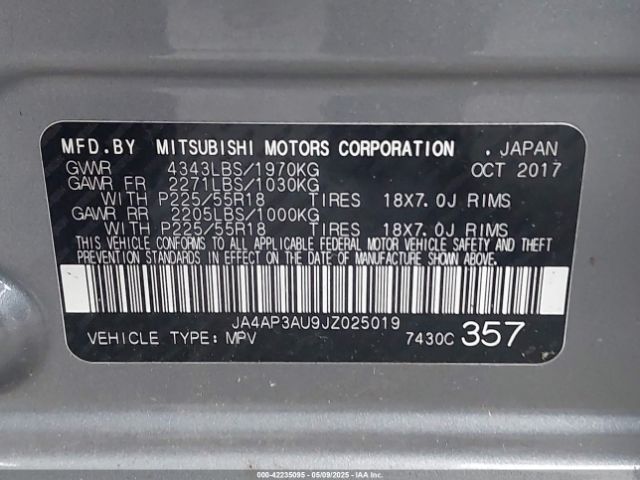 MFD.BY MITSUBISHI MOTORS CORPORATION . JAPAN
GVWR 4343LBS/1970KG OCT 2017
GAWR FR 2271LBS/1030KG
WITH P225/55R18 TIRES 18X7.0J RIMS
GAWR RR 2205LBS/1000KG
WITH P225/55R18 TIRES 18X7.0J RIMS
THIS VEHICLE CONFORMS TO ALL APPLICABLE FEDERAL MOTOR VEHICLE SAFETY AND THEFT
PREVENTION STANDARDS IN EFFECT ON THE DATE OF MANUFACTURE SHOWN ABOVE.
JA4AP3AU9JZ025019
VEHICLE TYPE: MPV 7430C 357
000-42235095 - 05/09/2025 - IAAI.COM